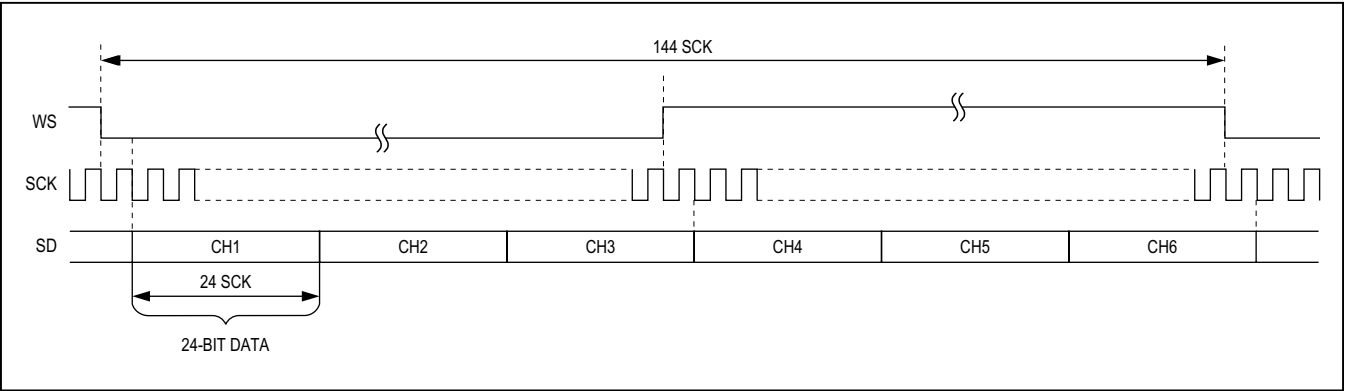 144 SCK
WS
SCK
SD
CH1
CH2
CH3
CH4
CH5
CH6
24 SCK
24-BIT DATA